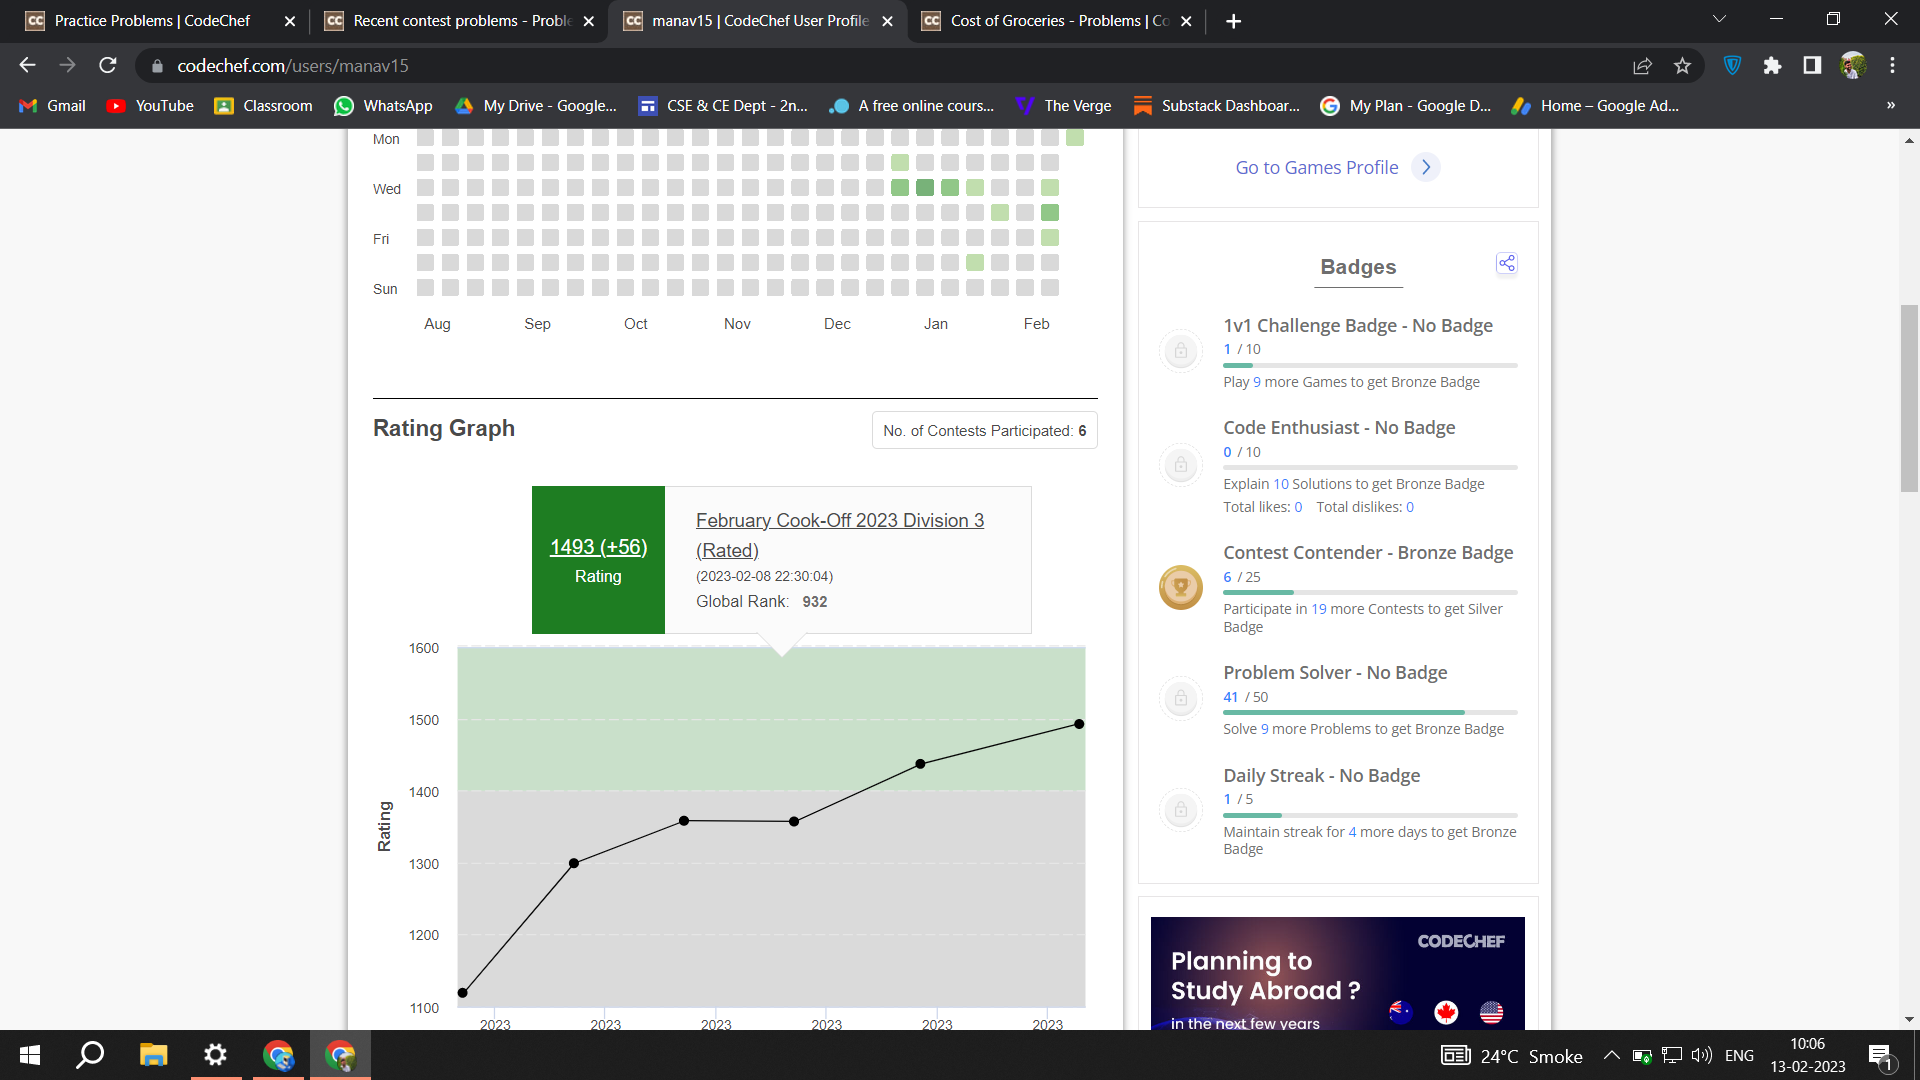 Practice Problems | CodeChef
Recent contest problems - Proble
manav15 | CodeChef User Profile
Cost of Groceries - Problems | Co
codechef.com/users/manav15
Gmail
YouTube
Classroom
WhatsApp
My Drive - Google...
CSE & CE Dept - 2n...
A free online cours...
The Verge
Substack Dashboar...
My Plan - Google D...
Home – Google Ad...
»
Mon
Wed
Fri
Sun
Aug Sep Oct Nov Dec Jan Feb
Rating Graph
No. of Contests Participated: 6
1493 (+56)
Rating
February Cook-Off 2023 Division 3
(Rated)
(2023-02-08 22:30:04)
Global Rank: 932
1600
1500
1400
1300
1200
1100
Rating
2023 2023 2023 2023 2023 2023
Go to Games Profile
Badges
1v1 Challenge Badge - No Badge
1 / 10
Play 9 more Games to get Bronze Badge
Code Enthusiast - No Badge
0 / 10
Explain 10 Solutions to get Bronze Badge
Total likes: 0 Total dislikes: 0
Contest Contender - Bronze Badge
6 / 25
Participate in 19 more Contests to get Silver
Badge
Problem Solver - No Badge
41 / 50
Solve 9 more Problems to get Bronze Badge
Daily Streak - No Badge
1 / 5
Maintain streak for 4 more days to get Bronze
Badge
CODECHEF
Planning to
Study Abroad ?
in the next few years
24°C Smoke
ENG
10:06
13-02-2023
1